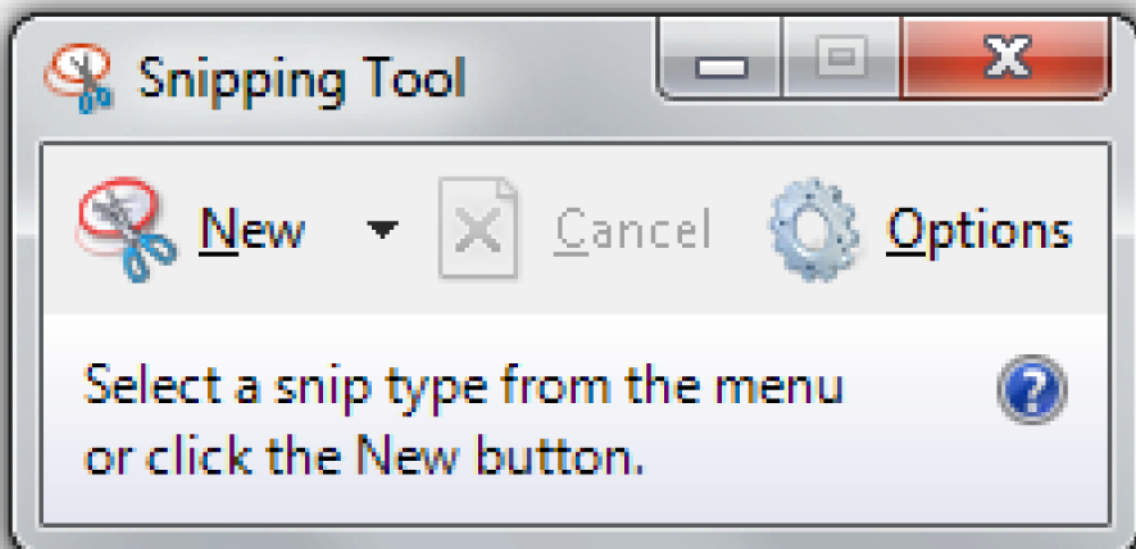 Snipping Tool
New Cancel Options
Select a snip type from the menu
or click the New button.